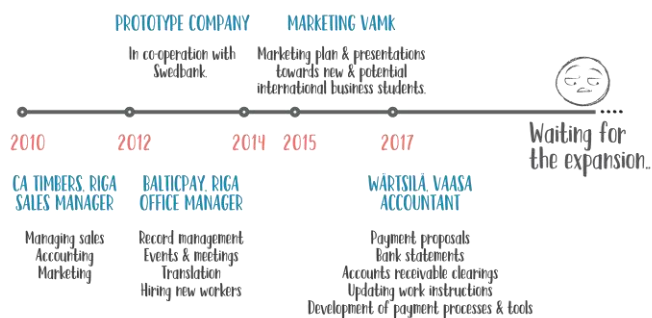 PROTOTYPE COMPANY
In co-operation with
Swedbank.
MARKETING VAMK
Marketing plan & presentations
towards new & potential
international business students.
2010
2012
2014
2015
2017
Waiting for
the expansion..
CA TIMBERS, RIGA
SALES MANAGER
Managing sales
Accounting
Marketing
BALTICPAY, RIGA
OFFICE MANAGER
Record management
Events & meetings
Translation
Hiring new workers
WÄRTSILÄ, VAASA
ACCOUNTANT
Payment proposals
Bank statements
Accounts receivable clearings
Updating work instructions
Development of payment processes & tools